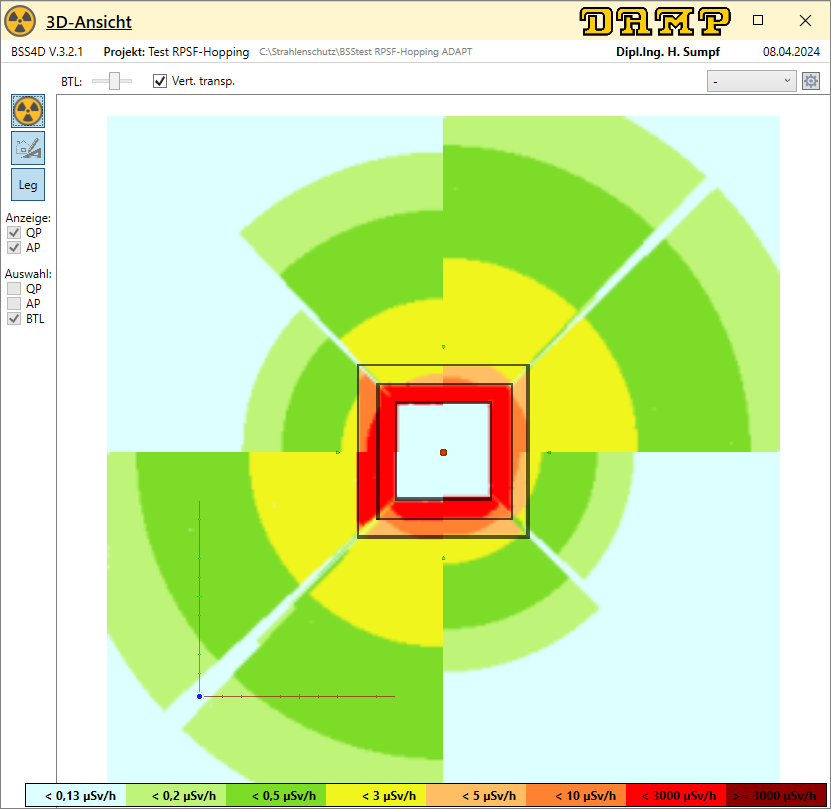 3D-Ansicht DAMP
BSS4D V.3.2.1 Projekt: Test RPSF-Hopping C:\Strahlenschutz\BSStest RPSF-Hopping ADAPT Dipl.Ing. H. Sumpf 08.04.2024
BTL: Vert. transp. -
Leg
Anzeige:
QP
AP
Auswahl:
QP
AP
BTL
< 0,13 µSv/h < 0,2 µSv/h < 0,5 µSv/h < 3 µSv/h < 5 µSv/h < 10 µSv/h < 3000 µSv/h >= 3000 µSv/h